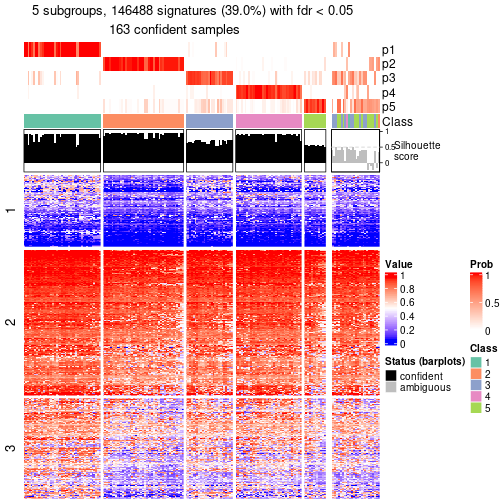 5 subgroups, 146488 signatures (39.0%) with fdr < 0.05
163 confident samples
p1
p2
p3
p4
p5
Class
1
0.5
0
Silhouette
score
1
2
3
Value
1
0.8
0.6
0.4
0.2
0
Status (barplots)
confident
ambiguous
Prob
1
0.5
0
Class
1
2
3
4
5